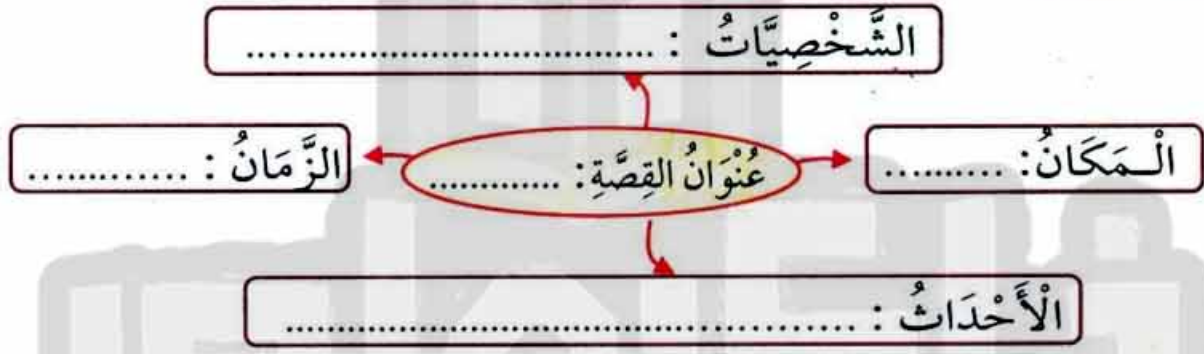 الشَّخْصِيَّاتُ : .......................................
الْـمَكَانُ: ..........
عُنْوَانُ القِصَّةِ: .............
الزَّمَانُ : .............
الْأَحْدَاثُ : ..................................................